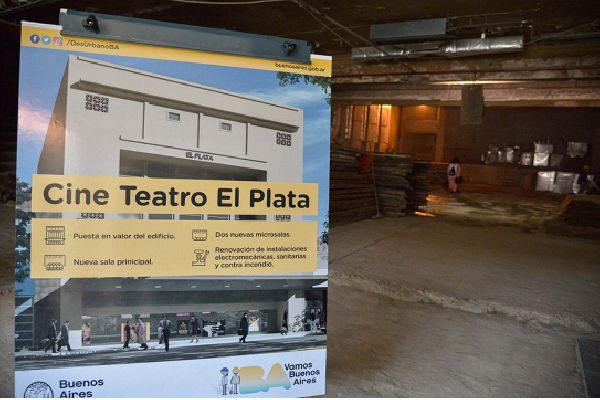 /DesUrbanoBA
buenosaires.gob.ar
EL PLATA
Cine Teatro El Plata
Puesta en valor del edificio.
Dos nuevas microsalas.
Nueva sala principal.
Renovación de instalaciones
electromecánicas, sanitarias
y contra incendio.
Buenos
Aires
BA
Vamos
Buenos
Aires